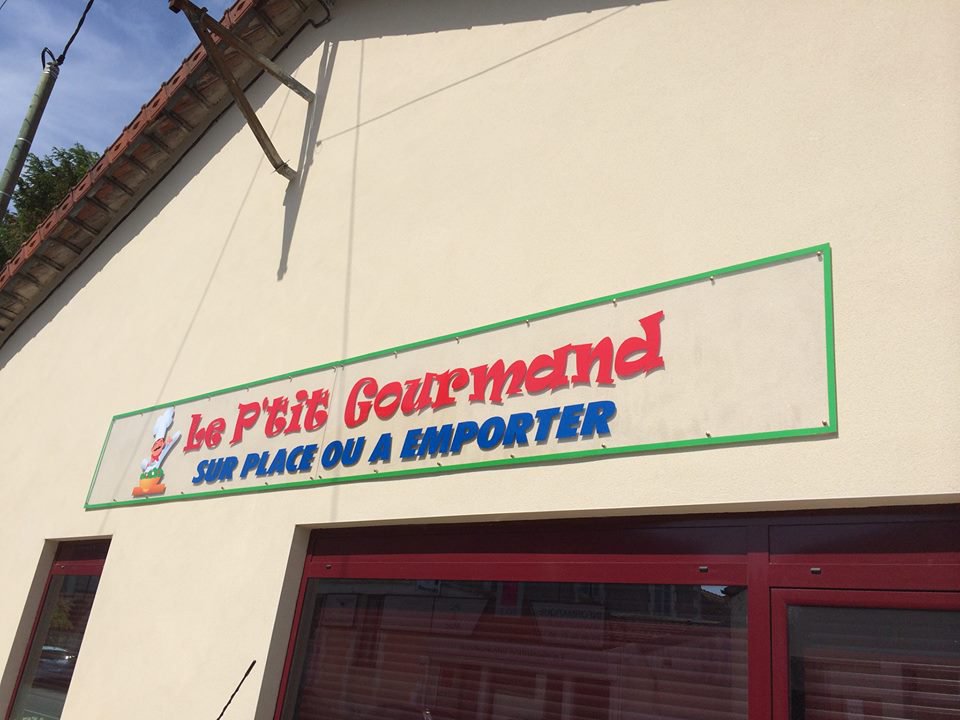 Le P'tit Gourmand
SUR PLACE OU A EMPORTER